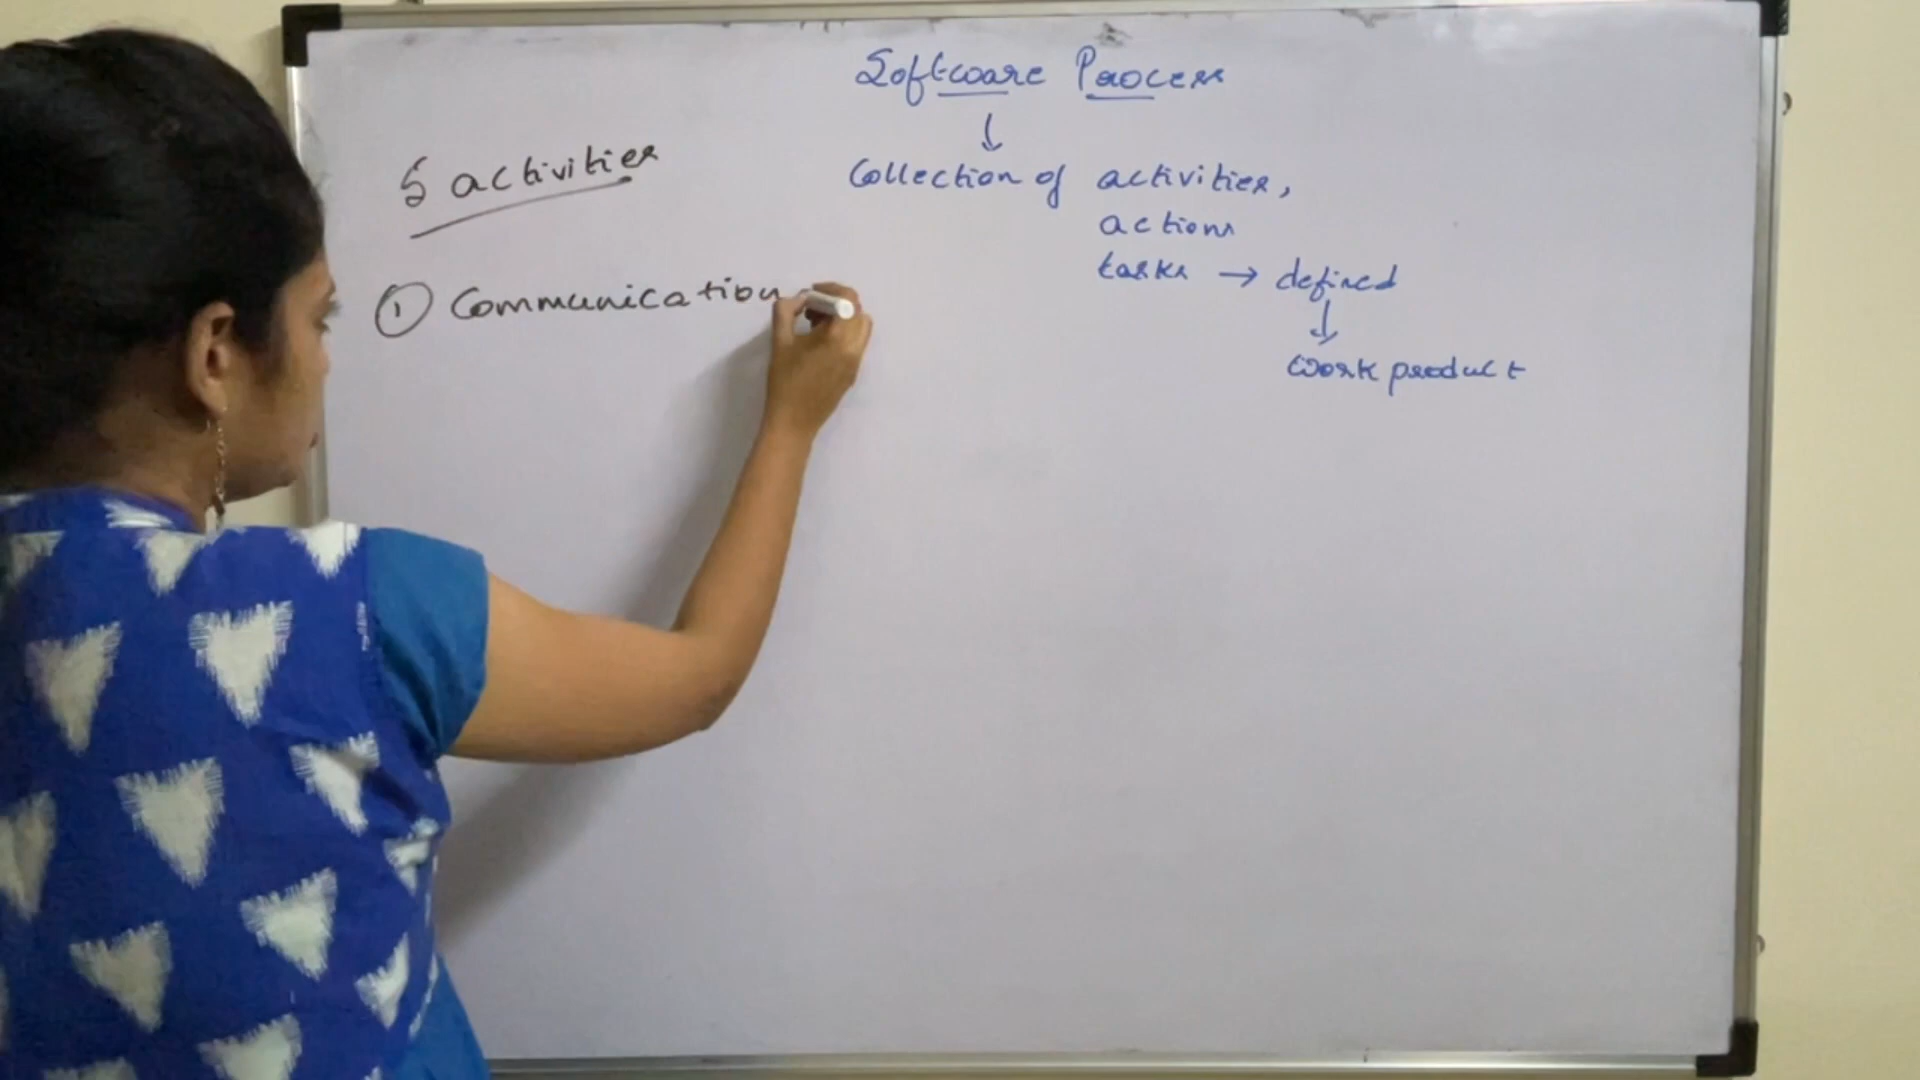 Software Process
↓
Collection of activities,
actions
tasks → defined
↓
Work product
5 activities
① Communication